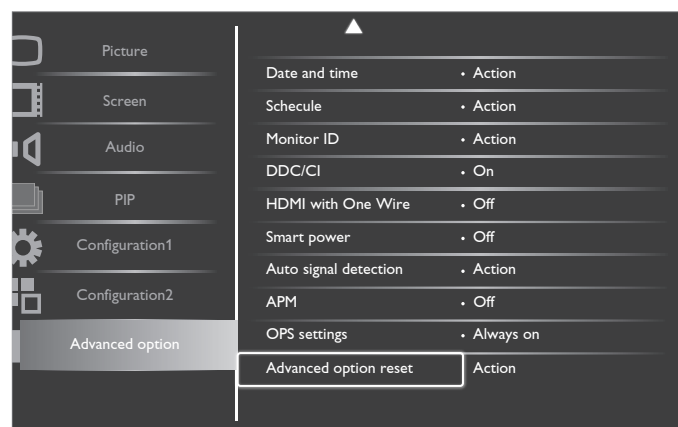 Picture
Screen
Audio
PIP
Configuration1
Configuration2
Advanced option
Date and time • Action
Schecule • Action
Monitor ID • Action
DDC/CI • On
HDMI with One Wire • Off
Smart power • Off
Auto signal detection • Action
APM • Off
OPS settings • Always on
Advanced option reset Action